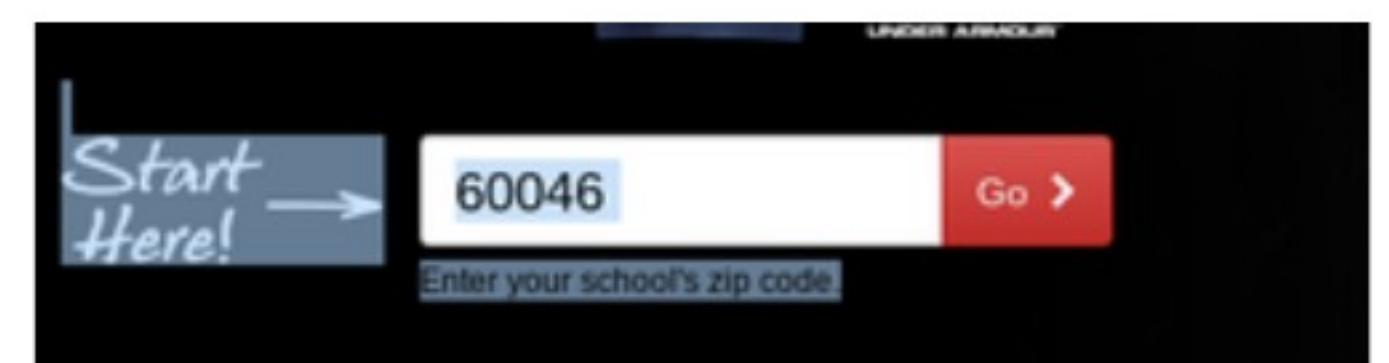 UNDER ARMOUR
Start
Here!
60046
Go
Enter your school's zip code.